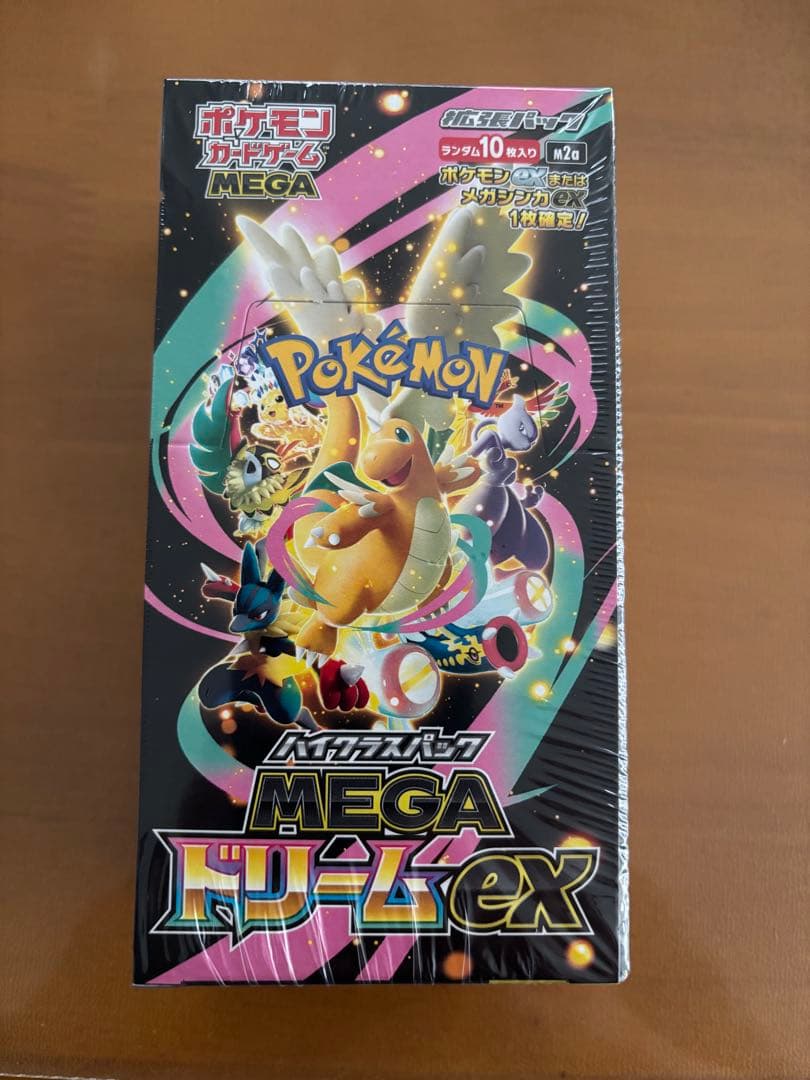 ポケモン
カードゲーム
MEGA
拡張パック
ランダム10枚入り M2a
ポケモンexまたは
メガシンカex
1枚確定!
POKéMON
TM
ハイクラスパック
MEGA
ドリームex